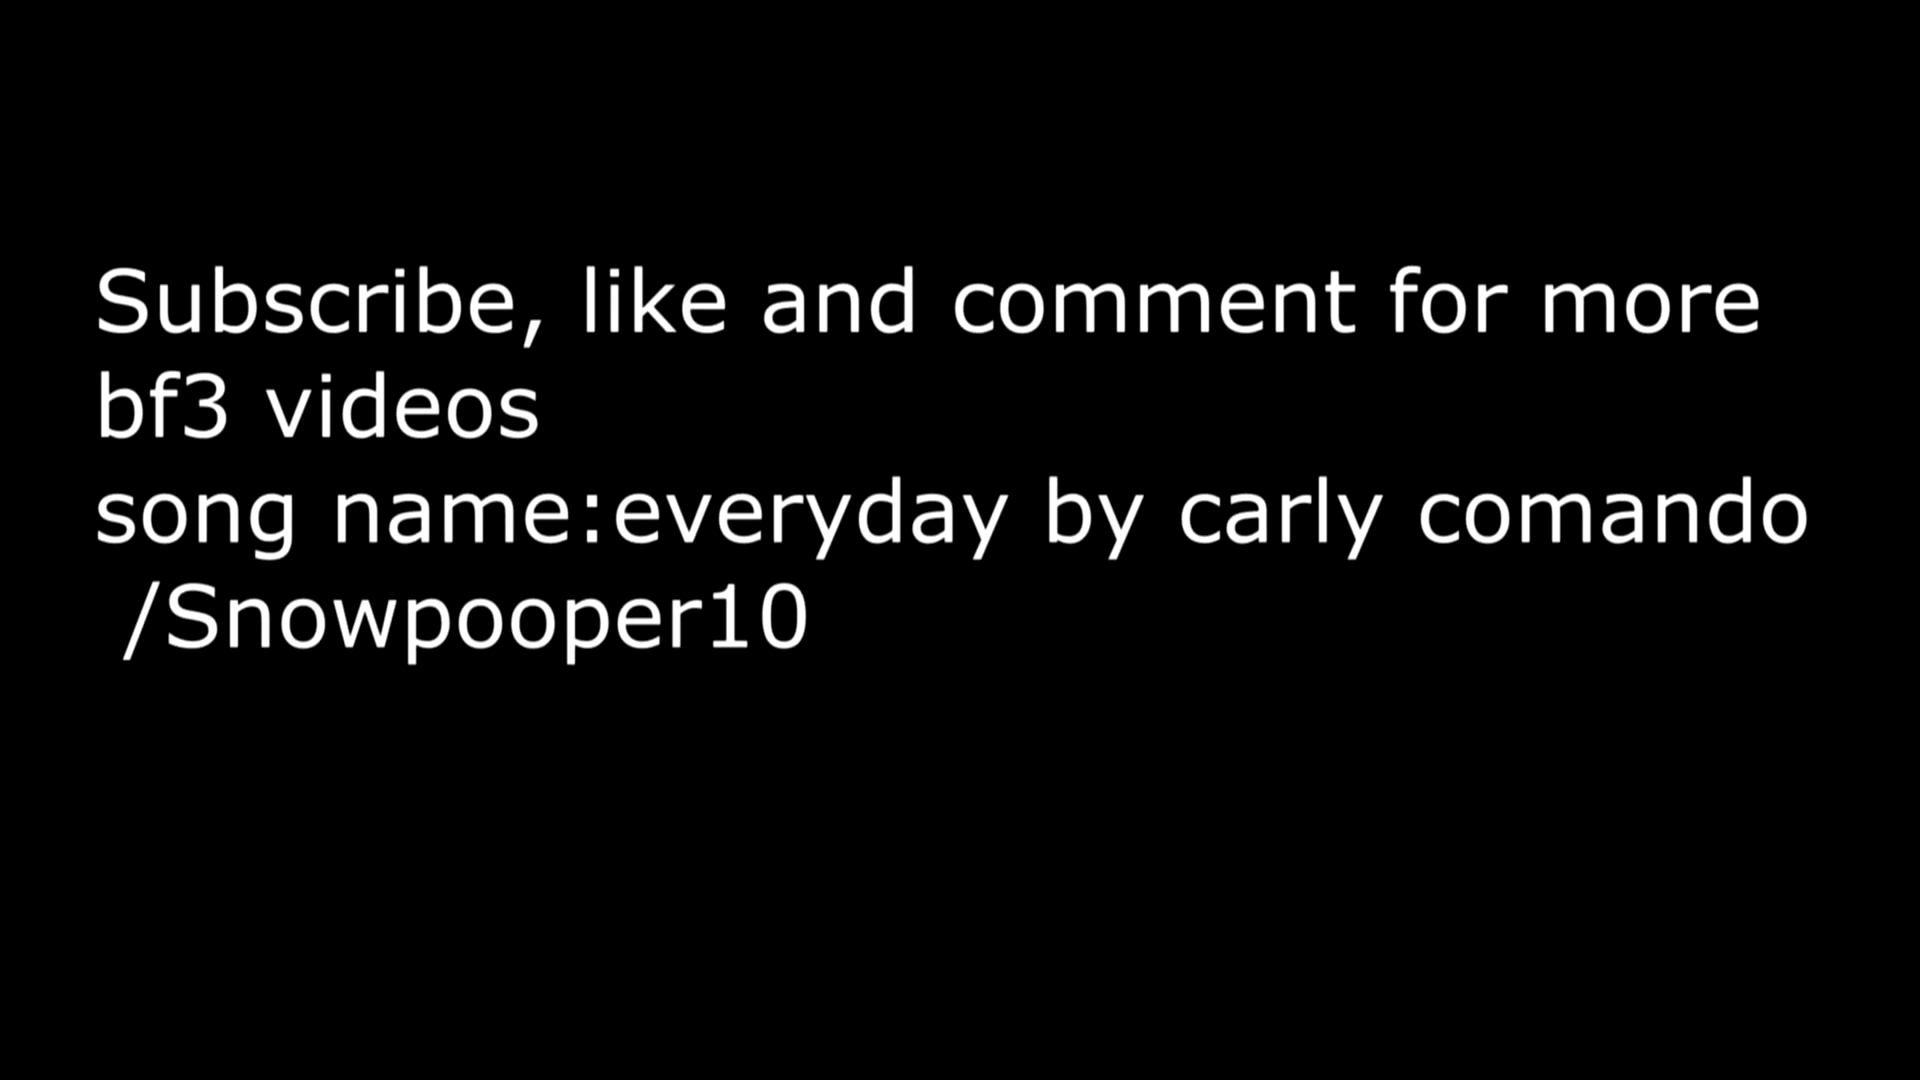 Subscribe, like and comment for more
bf3 videos
song name:everyday by carly comando
/Snowpooper10